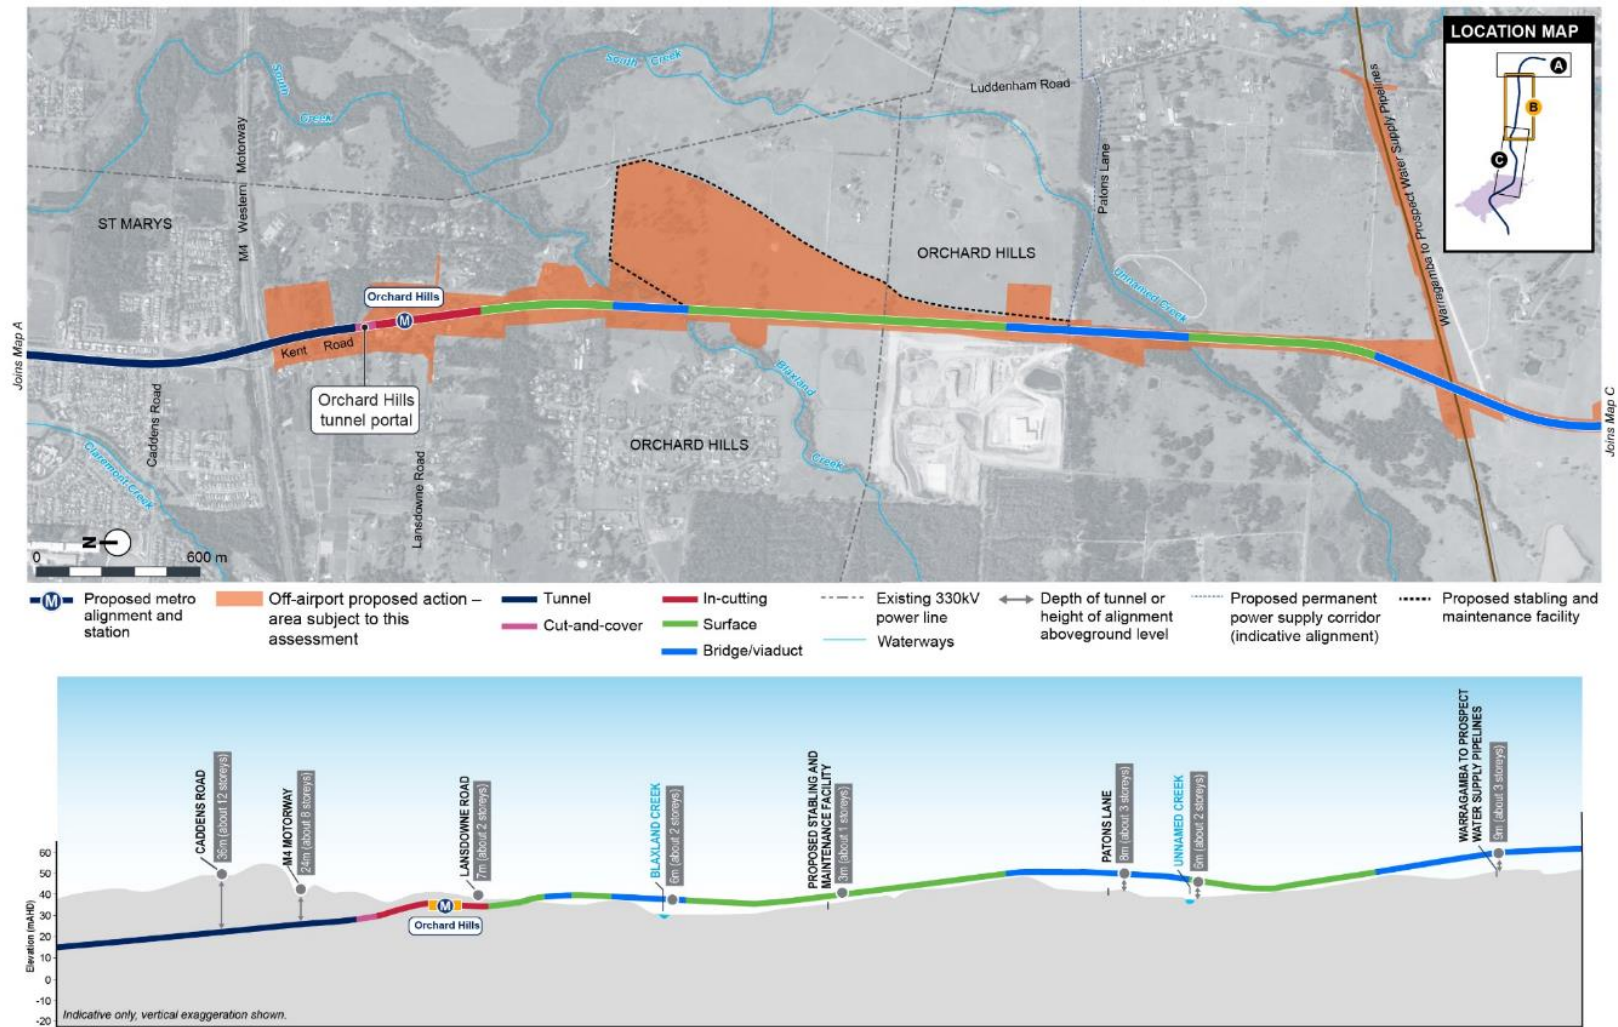 LOCATION MAP
A
B
C
South
Creek
South Creek
Luddenham Road
Patons Lane
Warragamba to Prospect Water Supply Pipelines
M4 Western Motorway
ST MARYS
ORCHARD HILLS
Orchard Hills
M
Unnamed Creek
Joins Map A
Kent Road
Orchard Hills
tunnel portal
Blaxland
Creek
Joins Map C
Caddens Road
ORCHARD HILLS
Claremont Creek
Lansdowne Road
N
0 600 m
M Proposed metro
alignment and
station
Off-airport proposed action –
area subject to this
assessment
Tunnel
Cut-and-cover
In-cutting
Surface
Bridge/viaduct
Existing 330kV
power line
Waterways
Depth of tunnel or
height of alignment
aboveground level
Proposed permanent
power supply corridor
(indicative alignment)
Proposed stabling and
maintenance facility
CADDENS ROAD
36m (about 12 storeys)
M4 MOTORWAY
24m (about 8 storeys)
LANSDOWNE ROAD
7m (about 2 storeys)
BLAXLAND CREEK
6m (about 2 storeys)
PROPOSED STABLING AND
MAINTENANCE FACILITY
3m (about 1 storeys)
PATONS LANE
8m (about 3 storeys)
UNNAMED CREEK
6m (about 2 storeys)
WARRAGAMBA TO PROSPECT
WATER SUPPLY PIPELINES
9m (about 3 storeys)
Elevation (mAHD)
60
50
40
30
20
10
0
-10
-20
M
Orchard Hills
Indicative only, vertical exaggeration shown.